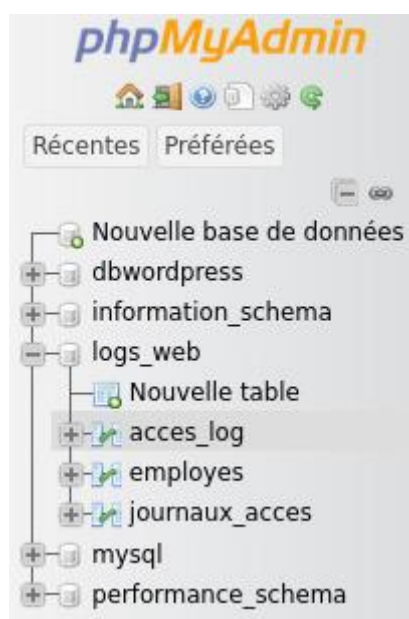 phpMyAdmin
Récentes Préférées
Nouvelle base de données
dbwordpress
information_schema
logs_web
Nouvelle table
acces_log
employes
journaux_acces
mysql
performance_schema